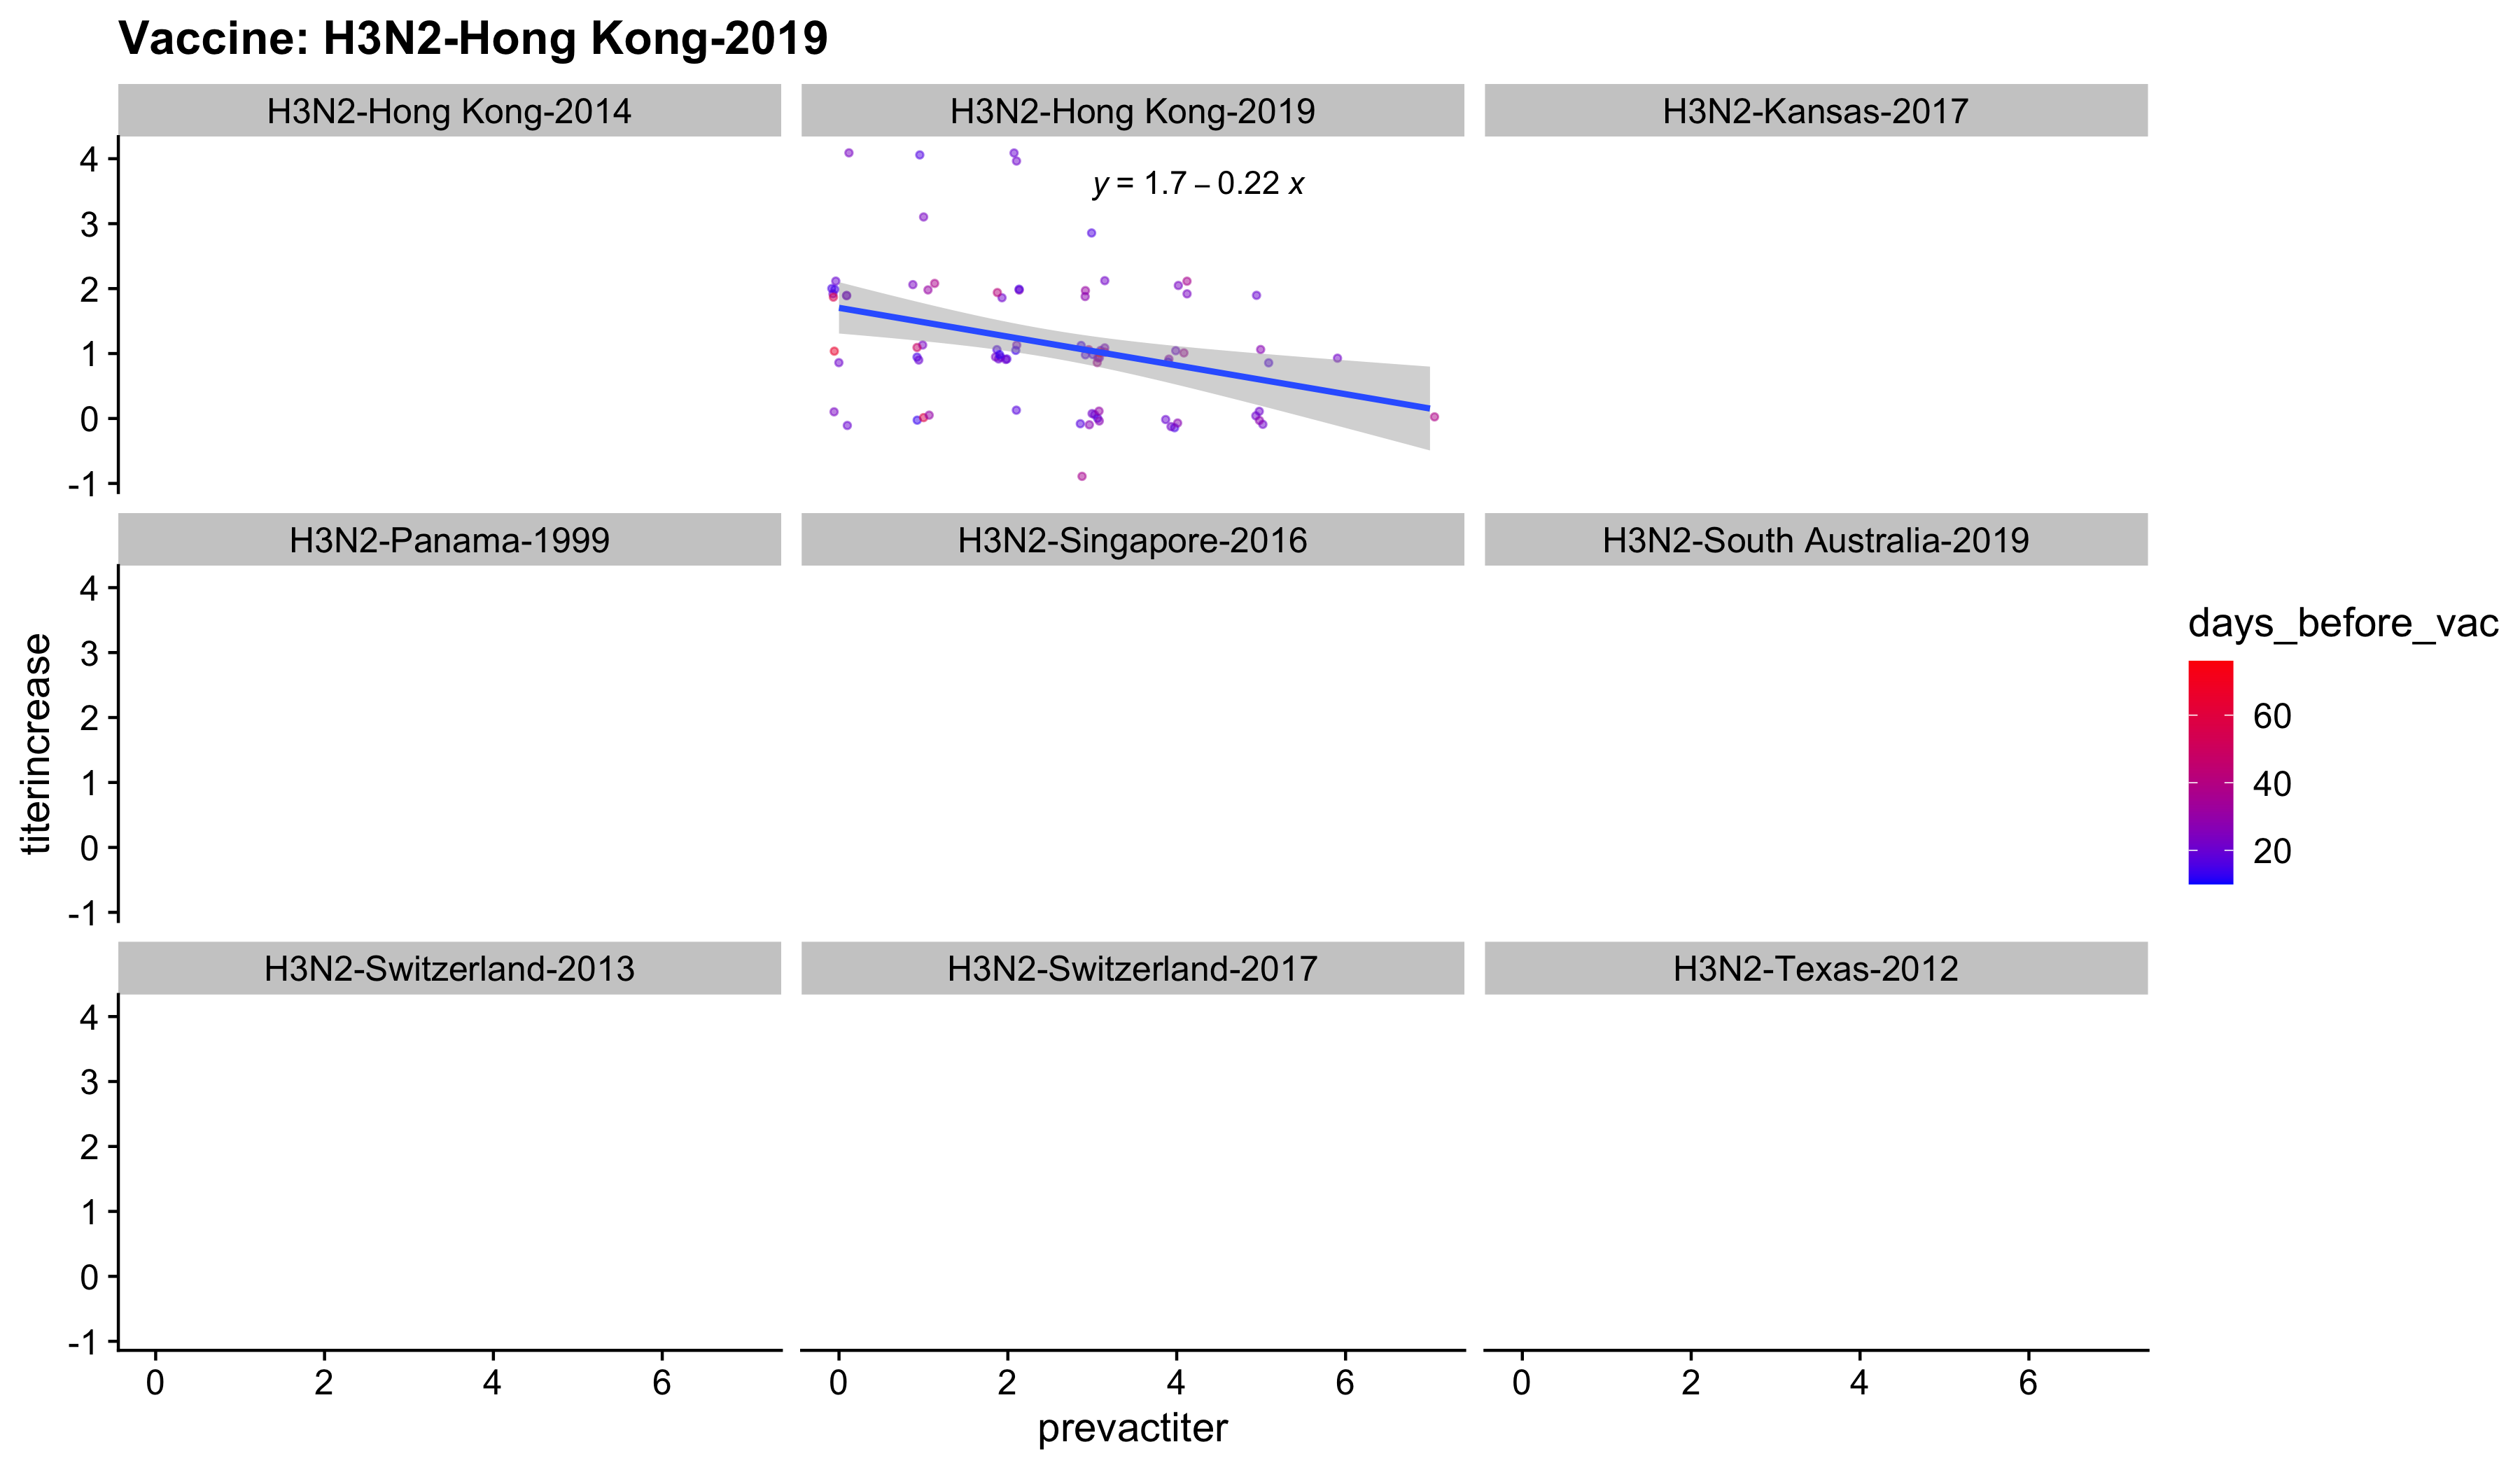 Vaccine: H3N2-Hong Kong-2019
H3N2-Hong Kong-2014
H3N2-Hong Kong-2019
H3N2-Kansas-2017
4
3
2
1
0
-1
y = 1.7 – 0.22 x
H3N2-Panama-1999
H3N2-Singapore-2016
H3N2-South Australia-2019
4
3
2
1
0
-1
titerincrease
days_before_vac
60
40
20
H3N2-Switzerland-2013
H3N2-Switzerland-2017
H3N2-Texas-2012
4
3
2
1
0
-1
0 2 4 6
0 2 4 6
0 2 4 6
prevactiter